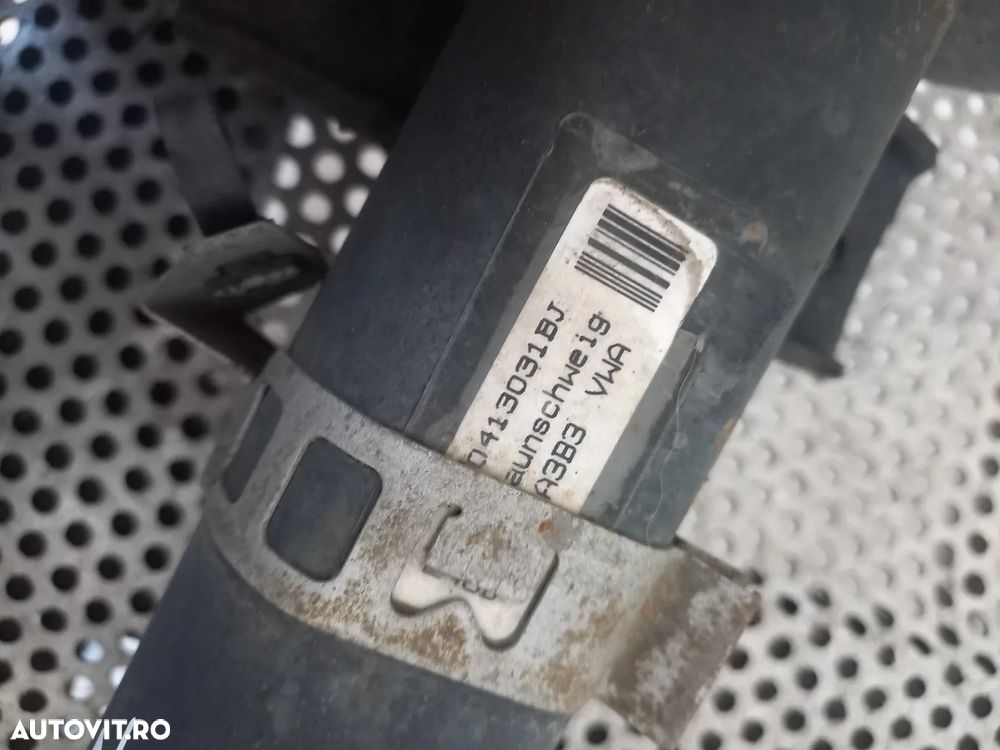 0413031BJ
aunschweig
A3B3 VWA
AUTOVIT.RO